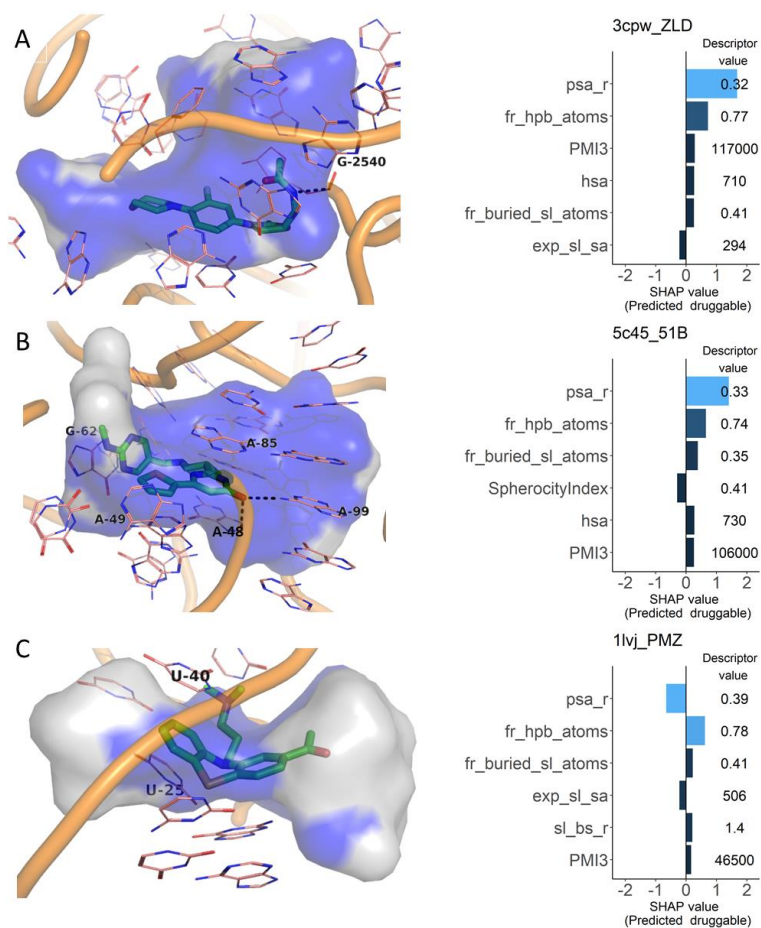 A
G-2540
3cpw_ZLD
Descriptor
value
psa_r 0.32
fr_hpb_atoms 0.77
PMI3 117000
hsa 710
fr_buried_sl_atoms 0.41
exp_sl_sa 294
-2 -1 0 1 2
SHAP value
(Predicted druggable)
B
G-62
A-85
A-49
A-48
A-99
5c45_51B
Descriptor
value
psa_r 0.33
fr_hpb_atoms 0.74
fr_buried_sl_atoms 0.35
SpherocityIndex 0.41
hsa 730
PMI3 106000
-2 -1 0 1 2
SHAP value
(Predicted druggable)
C
U-40
U-25
1lvj_PMZ
Descriptor
value
psa_r 0.39
fr_hpb_atoms 0.78
fr_buried_sl_atoms 0.41
exp_sl_sa 506
sl_bs_r 1.4
PMI3 46500
-2 -1 0 1 2
SHAP value
(Predicted druggable)